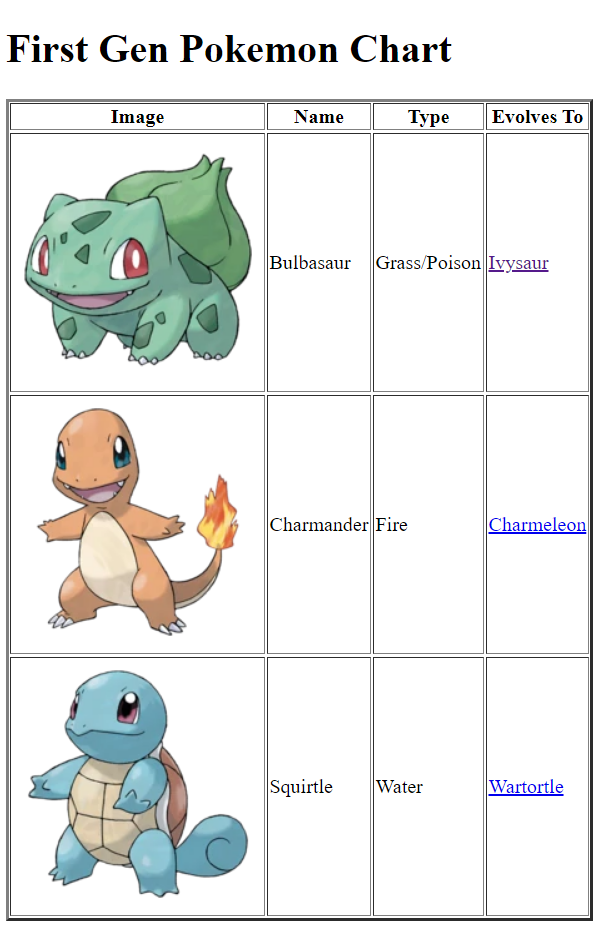 First Gen Pokemon Chart
Image Name Type Evolves To
Bulbasaur Grass/Poison Ivysaur
Charmander Fire Charmeleon
Squirtle Water Wartortle